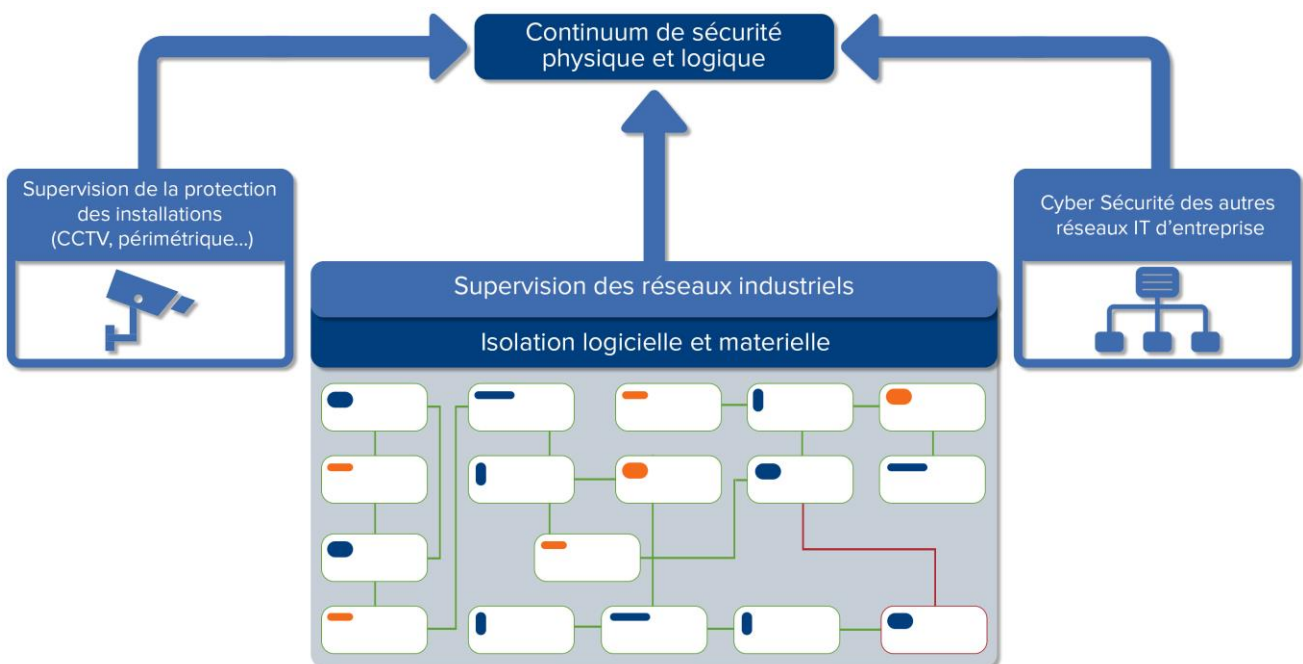 Continuum de sécurité
physique et logique
Supervision de la protection
des installations
(CCTV, périmétrique...)
Cyber Sécurité des autres
réseaux IT d'entreprise
Supervision des réseaux industriels
Isolation logicielle et materielle